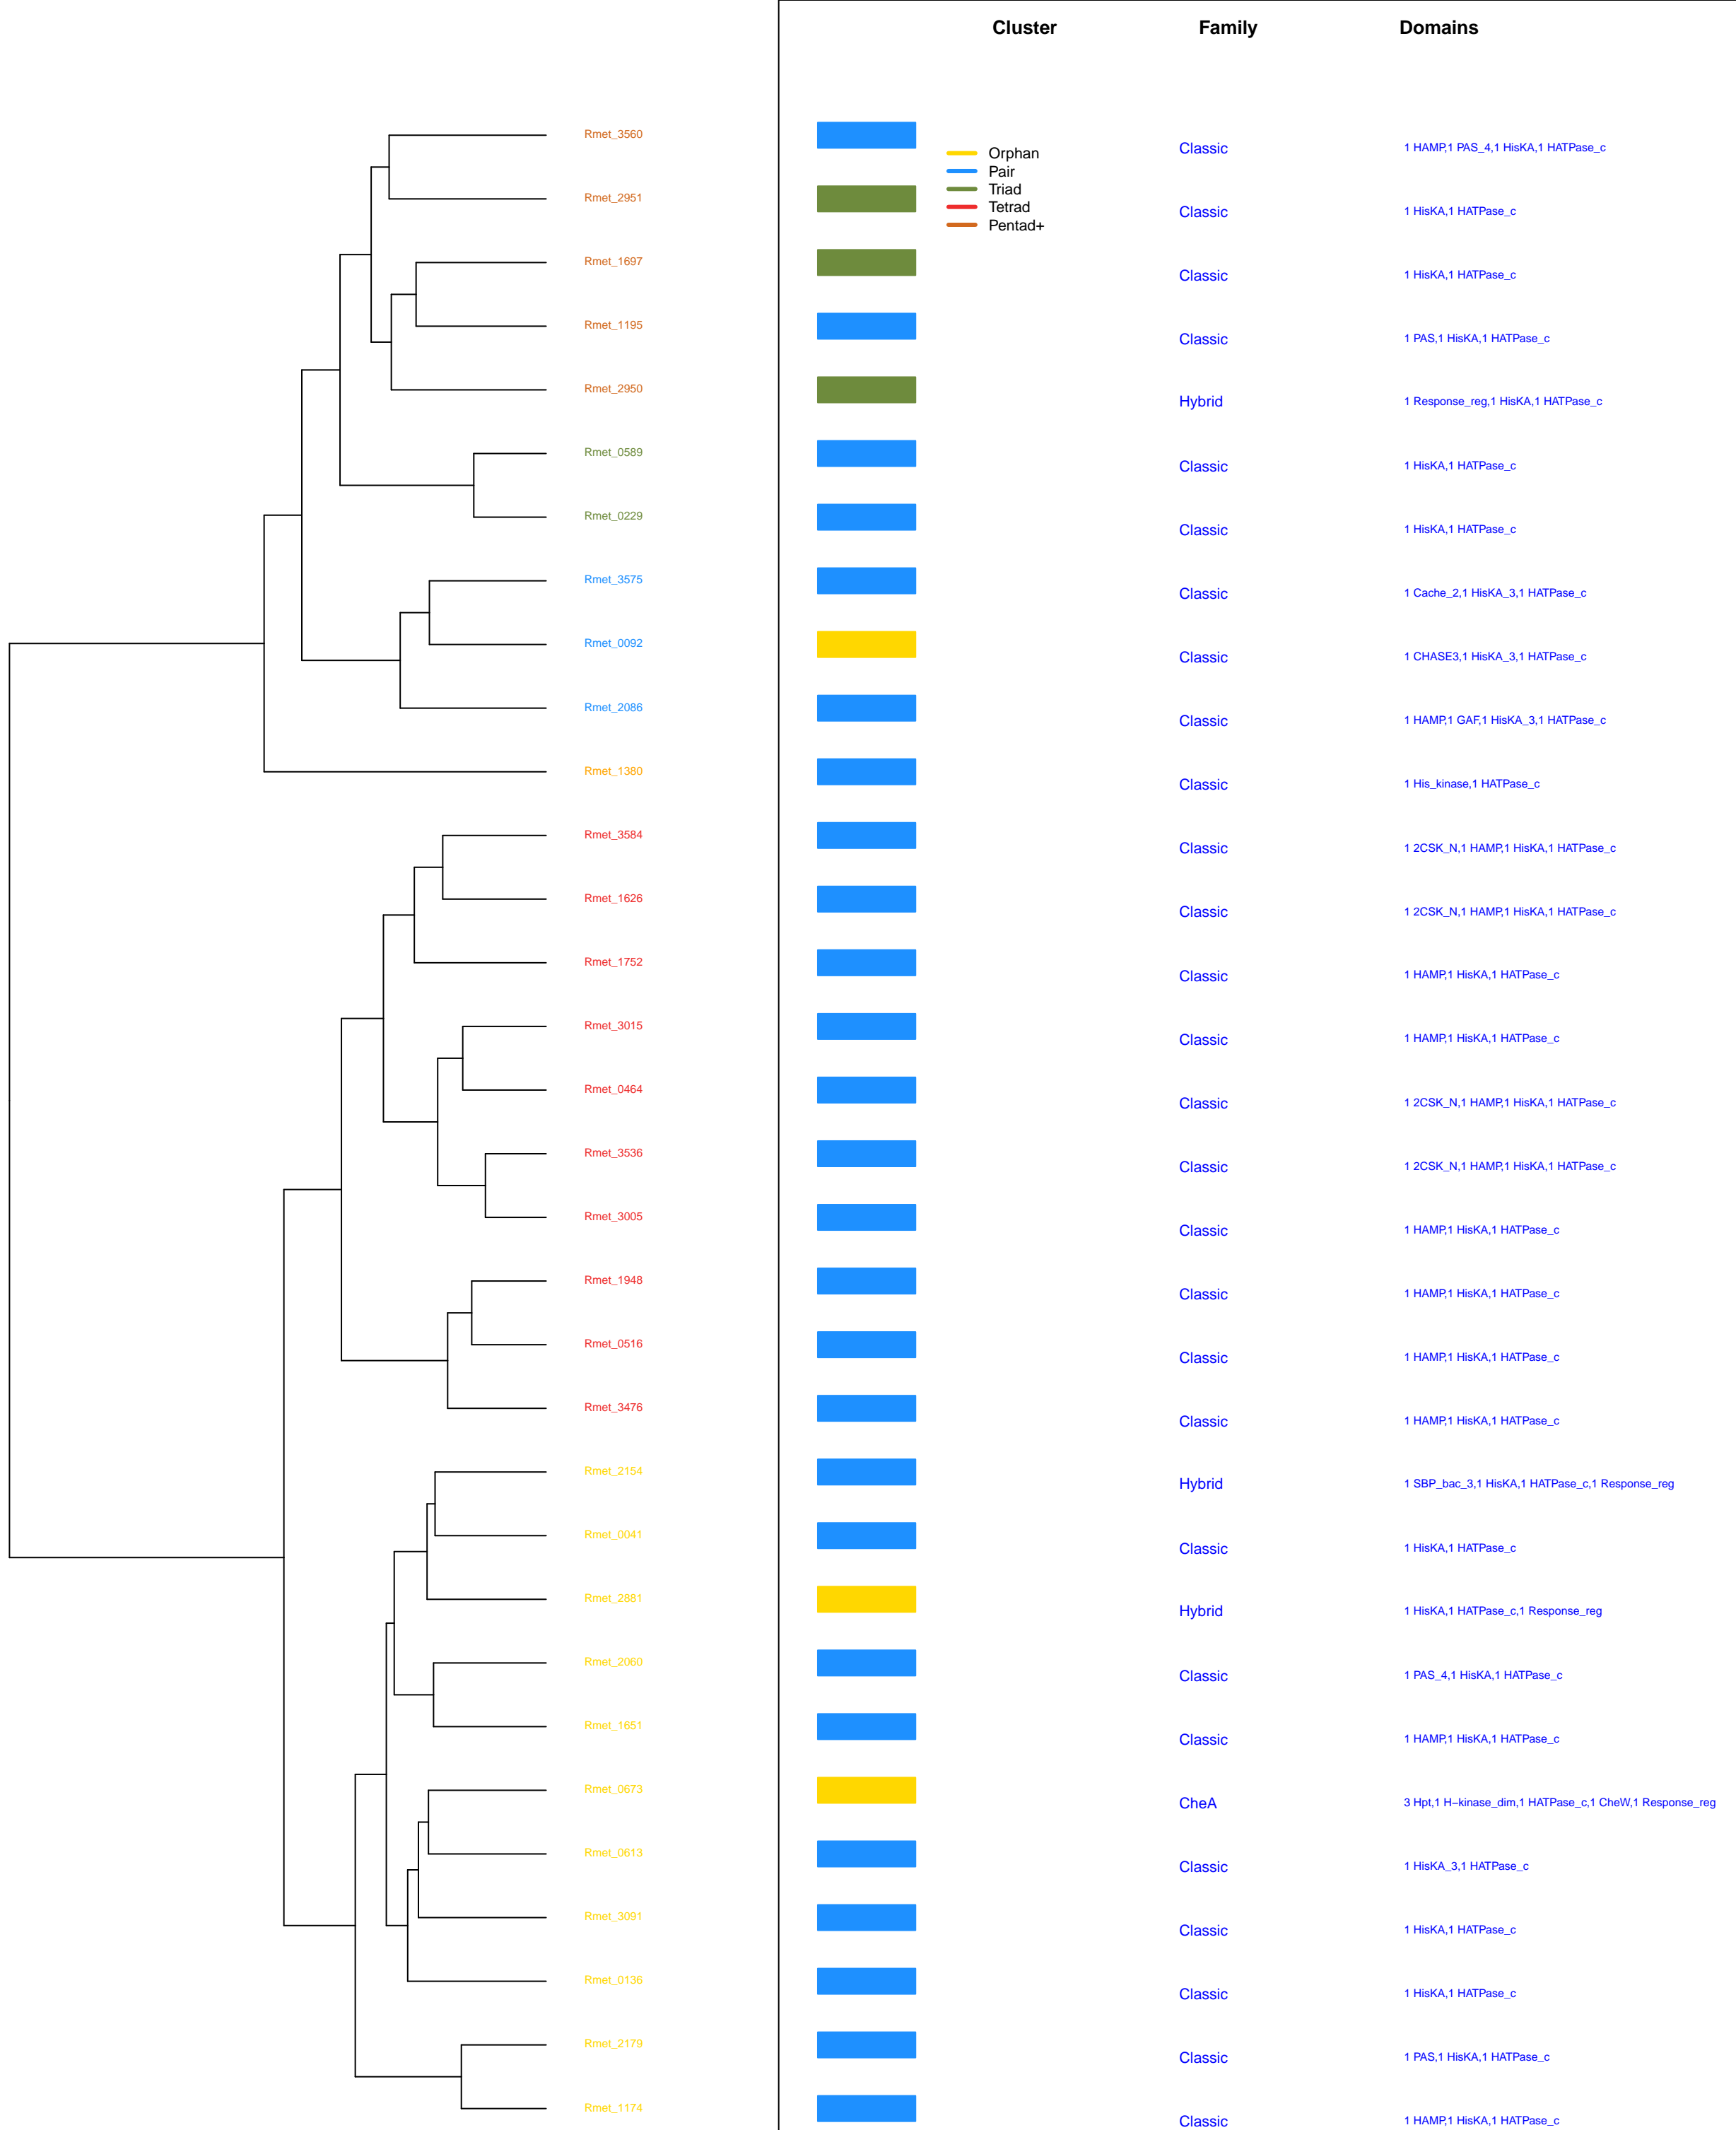 Cluster Family Domains
Rmet_3560 Classic 1 HAMP,1 PAS_4,1 HisKA,1 HATPase_c
Orphan
Pair
Triad
Tetrad
Pentad+
Rmet_2951 Classic 1 HisKA,1 HATPase_c
Rmet_1697 Classic 1 HisKA,1 HATPase_c
Rmet_1195 Classic 1 PAS,1 HisKA,1 HATPase_c
Rmet_2950 Hybrid 1 Response_reg,1 HisKA,1 HATPase_c
Rmet_0589 Classic 1 HisKA,1 HATPase_c
Rmet_0229 Classic 1 HisKA,1 HATPase_c
Rmet_3575 Classic 1 Cache_2,1 HisKA_3,1 HATPase_c
Rmet_0092 Classic 1 CHASE3,1 HisKA_3,1 HATPase_c
Rmet_2086 Classic 1 HAMP,1 GAF,1 HisKA_3,1 HATPase_c
Rmet_1380 Classic 1 His_kinase,1 HATPase_c
Rmet_3584 Classic 1 2CSK_N,1 HAMP,1 HisKA,1 HATPase_c
Rmet_1626 Classic 1 2CSK_N,1 HAMP,1 HisKA,1 HATPase_c
Rmet_1752 Classic 1 HAMP,1 HisKA,1 HATPase_c
Rmet_3015 Classic 1 HAMP,1 HisKA,1 HATPase_c
Rmet_0464 Classic 1 2CSK_N,1 HAMP,1 HisKA,1 HATPase_c
Rmet_3536 Classic 1 2CSK_N,1 HAMP,1 HisKA,1 HATPase_c
Rmet_3005 Classic 1 HAMP,1 HisKA,1 HATPase_c
Rmet_1948 Classic 1 HAMP,1 HisKA,1 HATPase_c
Rmet_0516 Classic 1 HAMP,1 HisKA,1 HATPase_c
Rmet_3476 Classic 1 HAMP,1 HisKA,1 HATPase_c
Rmet_2154 Hybrid 1 SBP_bac_3,1 HisKA,1 HATPase_c,1 Response_reg
Rmet_0041 Classic 1 HisKA,1 HATPase_c
Rmet_2881 Hybrid 1 HisKA,1 HATPase_c,1 Response_reg
Rmet_2060 Classic 1 PAS_4,1 HisKA,1 HATPase_c
Rmet_1651 Classic 1 HAMP,1 HisKA,1 HATPase_c
Rmet_0673 CheA 3 Hpt,1 H−kinase_dim,1 HATPase_c,1 CheW,1 Response_reg
Rmet_0613 Classic 1 HisKA_3,1 HATPase_c
Rmet_3091 Classic 1 HisKA,1 HATPase_c
Rmet_0136 Classic 1 HisKA,1 HATPase_c
Rmet_2179 Classic 1 PAS,1 HisKA,1 HATPase_c
Rmet_1174 Classic 1 HAMP,1 HisKA,1 HATPase_c